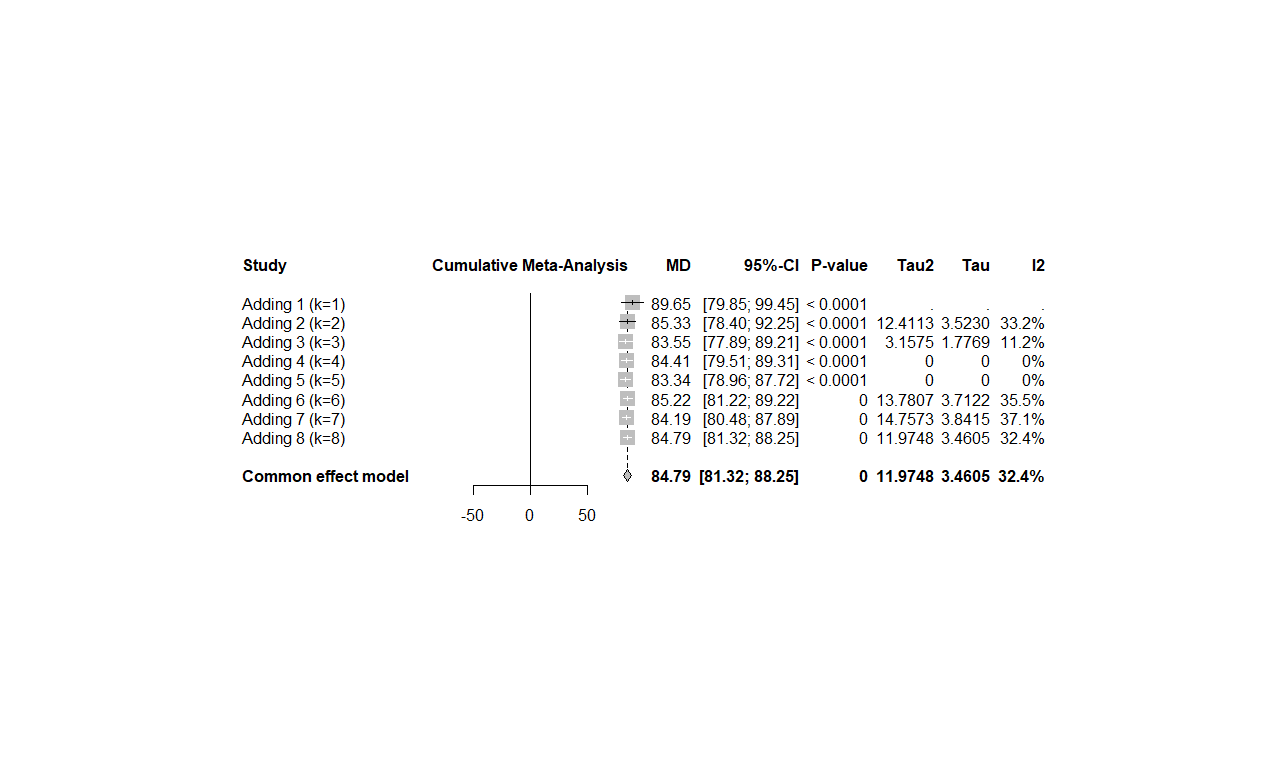 Study Cumulative Meta-Analysis MD 95%-CI P-value Tau2 Tau I2
Adding 1 (k=1) 89.65 [79.85; 99.45] < 0.0001 . . .
Adding 2 (k=2) 85.33 [78.40; 92.25] < 0.0001 12.4113 3.5230 33.2%
Adding 3 (k=3) 83.55 [77.89; 89.21] < 0.0001 3.1575 1.7769 11.2%
Adding 4 (k=4) 84.41 [79.51; 89.31] < 0.0001 0 0 0%
Adding 5 (k=5) 83.34 [78.96; 87.72] < 0.0001 0 0 0%
Adding 6 (k=6) 85.22 [81.22; 89.22] 0 13.7807 3.7122 35.5%
Adding 7 (k=7) 84.19 [80.48; 87.89] 0 14.7573 3.8415 37.1%
Adding 8 (k=8) 84.79 [81.32; 88.25] 0 11.9748 3.4605 32.4%
Common effect model 84.79 [81.32; 88.25] 0 11.9748 3.4605 32.4%
-50 0 50